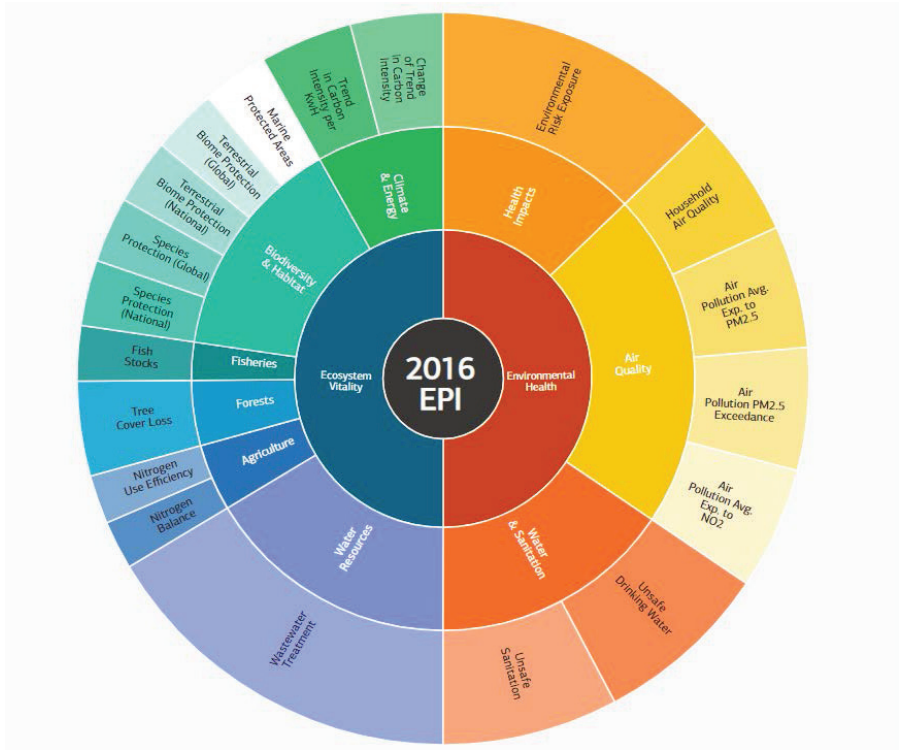 2016
EPI
Environmental
Health
Health
Impacts
Environmental
Risk Exposure
Air
Quality
Household
Air Quality
Air
Pollution Avg.
Exp. to
PM2.5
Air
Pollution PM2.5
Exceedance
Air
Pollution Avg.
Exp. to
NO2
Water
& Sanitation
Unsafe
Drinking Water
Unsafe
Sanitation
Ecosystem
Vitality
Water
Resources
Wastewater
Treatment
Agriculture
Nitrogen
Balance
Nitrogen
Use Efficiency
Forests
Tree
Cover Loss
Fisheries
Fish
Stocks
Biodiversity
& Habitat
Species
Protection
(National)
Species
Protection (Global)
Terrestrial
Biome Protection
(National)
Terrestrial
Biome Protection
(Global)
Marine
Protected Areas
Climate
& Energy
Trend
in Carbon
Intensity per
KwH
Change
of Trend
in Carbon
Intensity